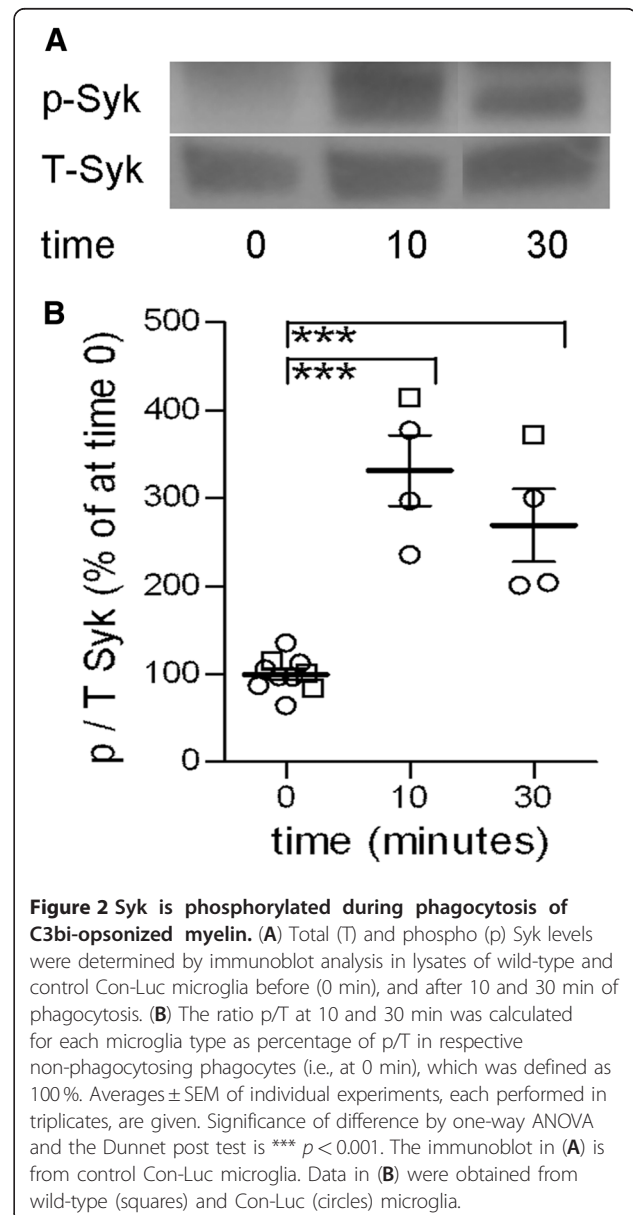 A
p-Syk
T-Syk
time 0 10 30
B
500
400
300
200
100
0
p / T Syk (% of at time 0)
***
***
0 10 30
time (minutes)
Figure 2 Syk is phosphorylated during phagocytosis of
C3bi-opsonized myelin. (A) Total (T) and phospho (p) Syk levels
were determined by immunoblot analysis in lysates of wild-type and
control Con-Luc microglia before (0 min), and after 10 and 30 min of
phagocytosis. (B) The ratio p/T at 10 and 30 min was calculated
for each microglia type as percentage of p/T in respective
non-phagocytosing phagocytes (i.e., at 0 min), which was defined as
100%. Averages ± SEM of individual experiments, each performed in
triplicates, are given. Significance of difference by one-way ANOVA
and the Dunnet post test is *** p < 0.001. The immunoblot in (A) is
from control Con-Luc microglia. Data in (B) were obtained from
wild-type (squares) and Con-Luc (circles) microglia.